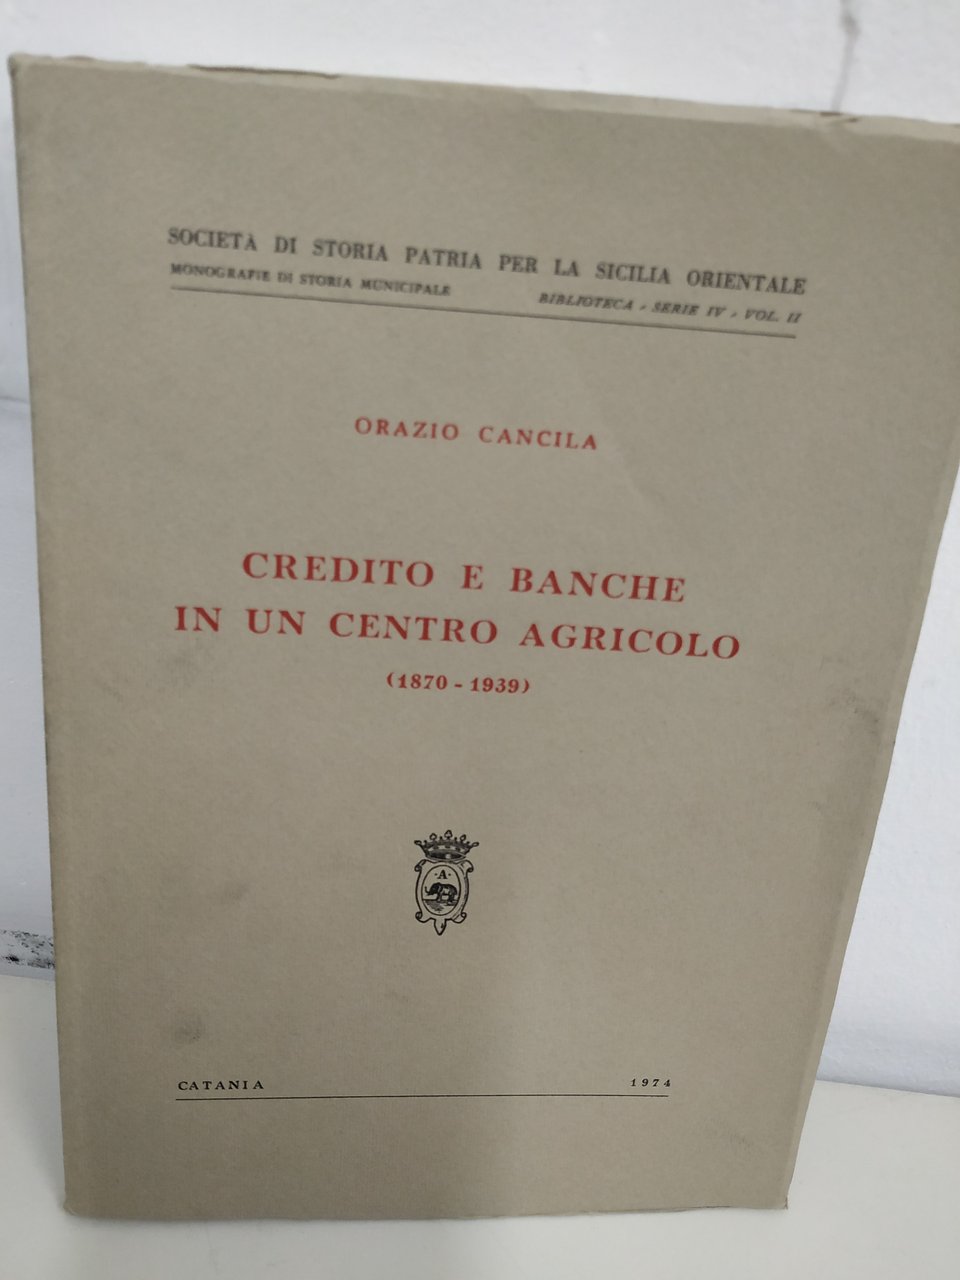 SOCIETÀ DI STORIA PATRIA PER LA SICILIA ORIENTALE
MONOGRAFIE DI STORIA MUNICIPALE BIBLIOTECA - SERIE IV - VOL. II
ORAZIO CANCILA
CREDITO E BANCHE
IN UN CENTRO AGRICOLO
(1870 - 1939)
·A·
CATANIA 1974